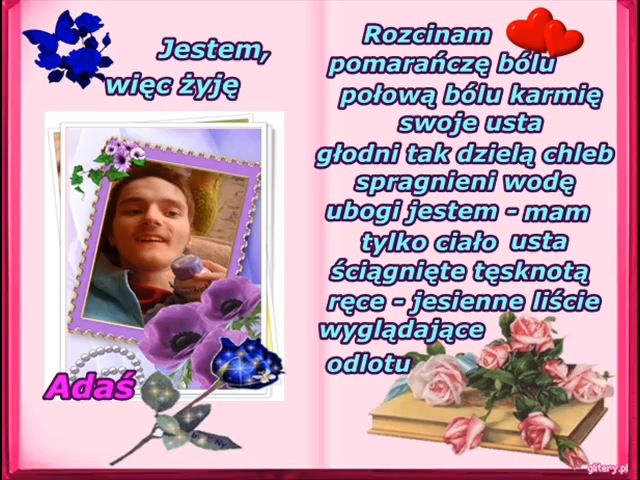 Jestem,
więc żyję
Adaś
Rozcinam
pomarańczę bólu
połową bólu karmię
swoje usta
głodni tak dzielą chleb
spragnieni wodę
ubogi jestem - mam
tylko ciało usta
ściągnięte tęsknotą
ręce - jesienne liście
wyglądające
odlotu
glitery.pl